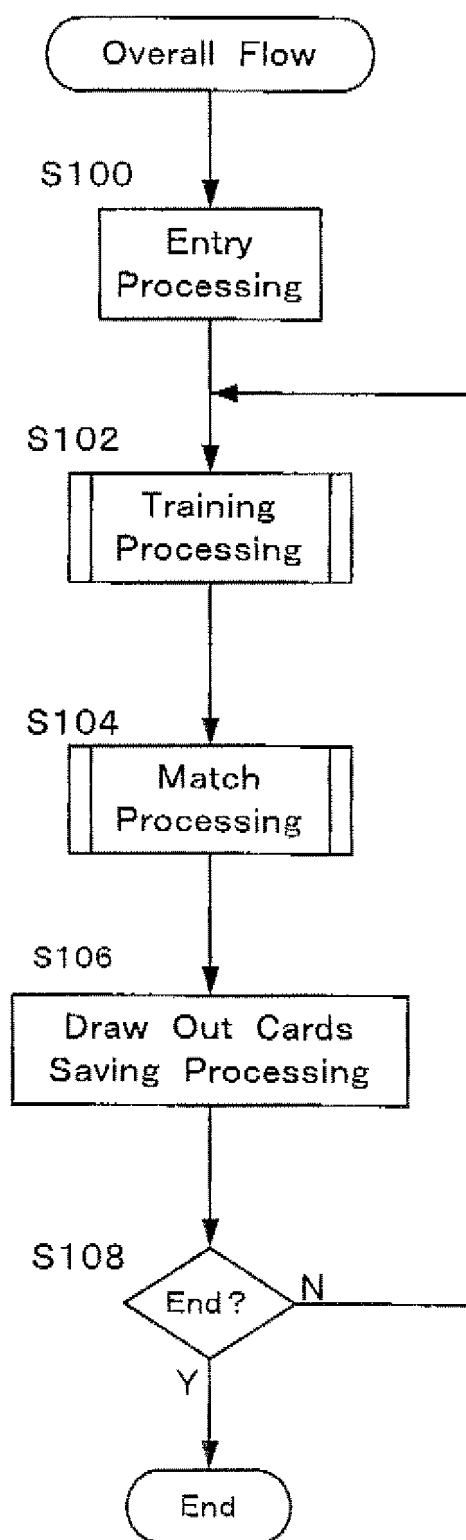 Overall Flow
S100
Entry
Processing
S102
Training
Processing
S104
Match
Processing
S106
Draw Out Cards
Saving Processing
S108
End?
N
Y
End